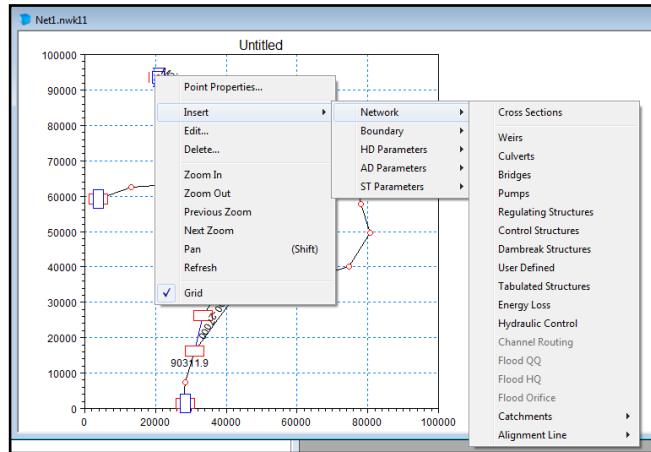 Net1.nwk11
Untitled
100000
90000
80000
70000
60000
50000
40000
30000
20000
10000
0
0
20000
40000
60000
80000
100000
90311.9
Point Properties...
Insert
Edit...
Delete...
Zoom In
Zoom Out
Previous Zoom
Next Zoom
Pan (Shift)
Refresh
Grid
Network
Boundary
HD Parameters
AD Parameters
ST Parameters
Cross Sections
Weirs
Culverts
Bridges
Pumps
Regulating Structures
Control Structures
Dambreak Structures
User Defined
Tabulated Structures
Energy Loss
Hydraulic Control
Channel Routing
Flood QQ
Flood HQ
Flood Orifice
Catchments
Alignment Line